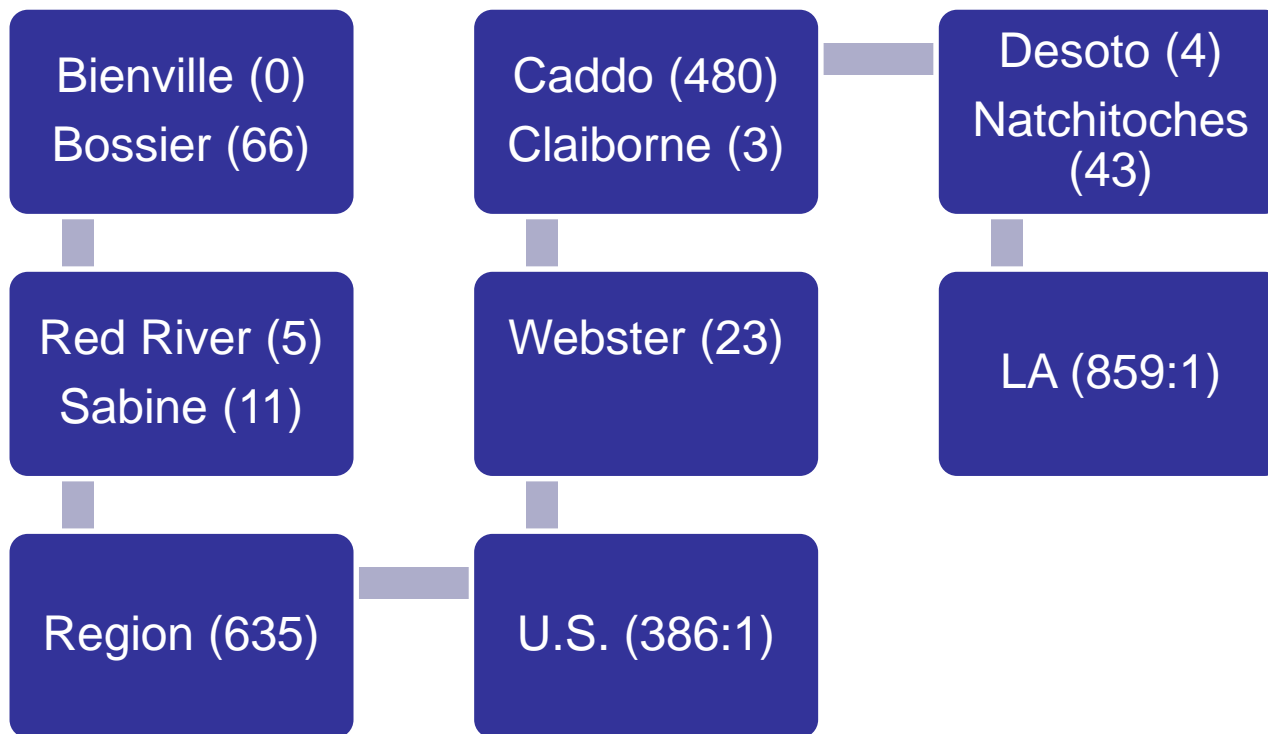 Bienville (0)
Bossier (66)
Red River (5)
Sabine (11)
Region (635)
U.S. (386:1)
Webster (23)
Caddo (480)
Claiborne (3)
Desoto (4)
Natchitoches
(43)
LA (859:1)